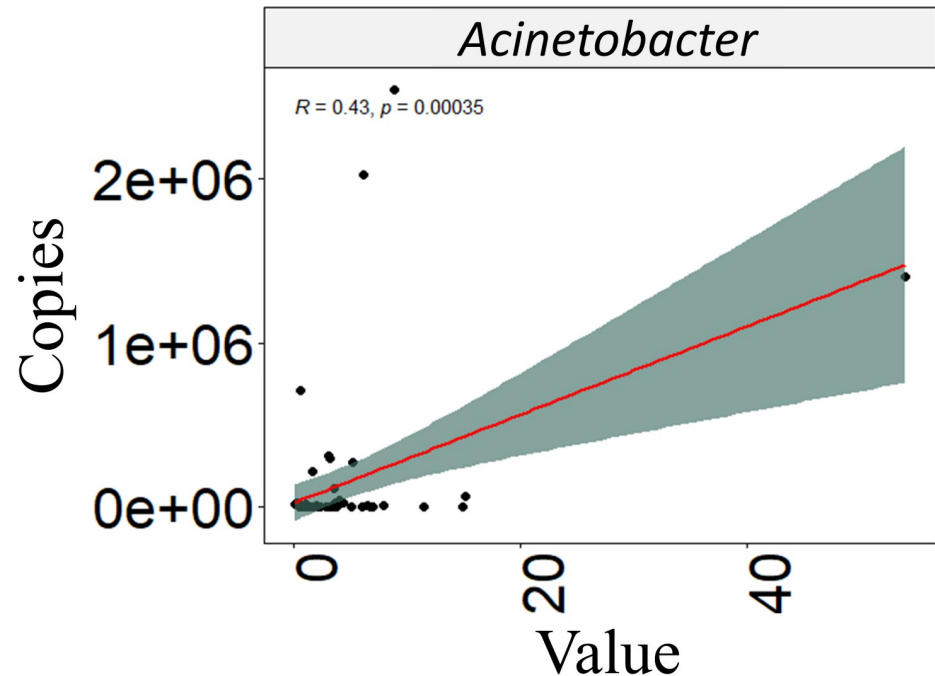 Acinetobacter
R = 0.43, p = 0.00035
Copies
2e+06
1e+06
0e+00
0
20
40
Value